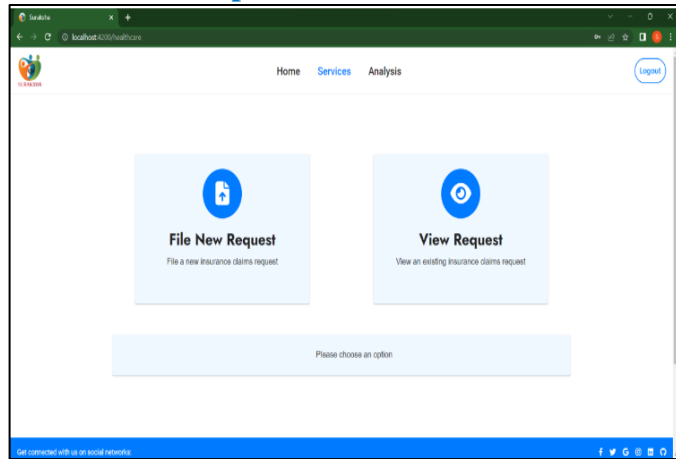 Suraksha
localhost:4200/healthcare
Home Services Analysis
Logout
File New Request
File a new insurance claims request
View Request
View an existing insurance claims request
Please choose an option
Get connected with us on social networks: